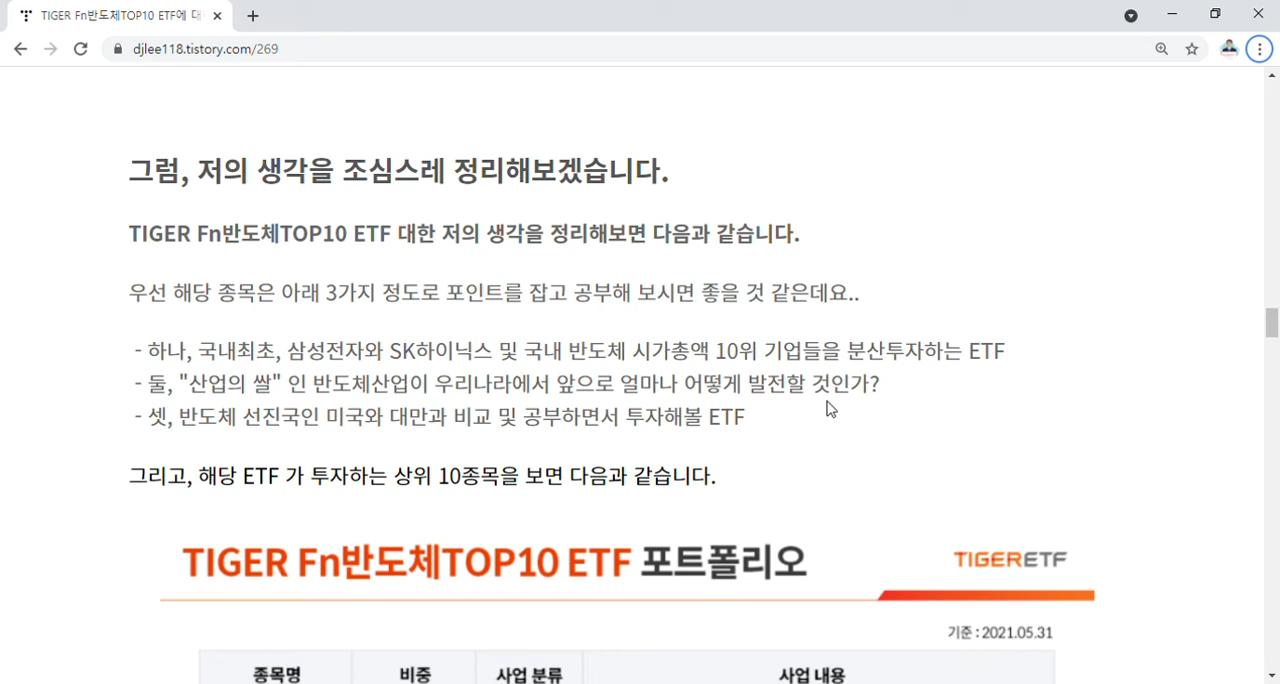 TIGER Fn반도체TOP10 ETF에 대
djlee118.tistory.com/269
그럼, 저의 생각을 조심스레 정리해보겠습니다.
TIGER Fn반도체TOP10 ETF 대한 저의 생각을 정리해보면 다음과 같습니다.
우선 해당 종목은 아래 3가지 정도로 포인트를 잡고 공부해 보시면 좋을 것 같은데요..
- 하나, 국내최초, 삼성전자와 SK하이닉스 및 국내 반도체 시가총액 10위 기업들을 분산투자하는 ETF
- 둘, "산업의 쌀" 인 반도체산업이 우리나라에서 앞으로 얼마나 어떻게 발전할 것인가?
- 셋, 반도체 선진국인 미국와 대만과 비교 및 공부하면서 투자해볼 ETF
그리고, 해당 ETF 가 투자하는 상위 10종목을 보면 다음과 같습니다.
TIGER Fn반도체TOP10 ETF 포트폴리오
TIGERETF
기준 : 2021.05.31
종목명 비중 사업 분류 사업 내용